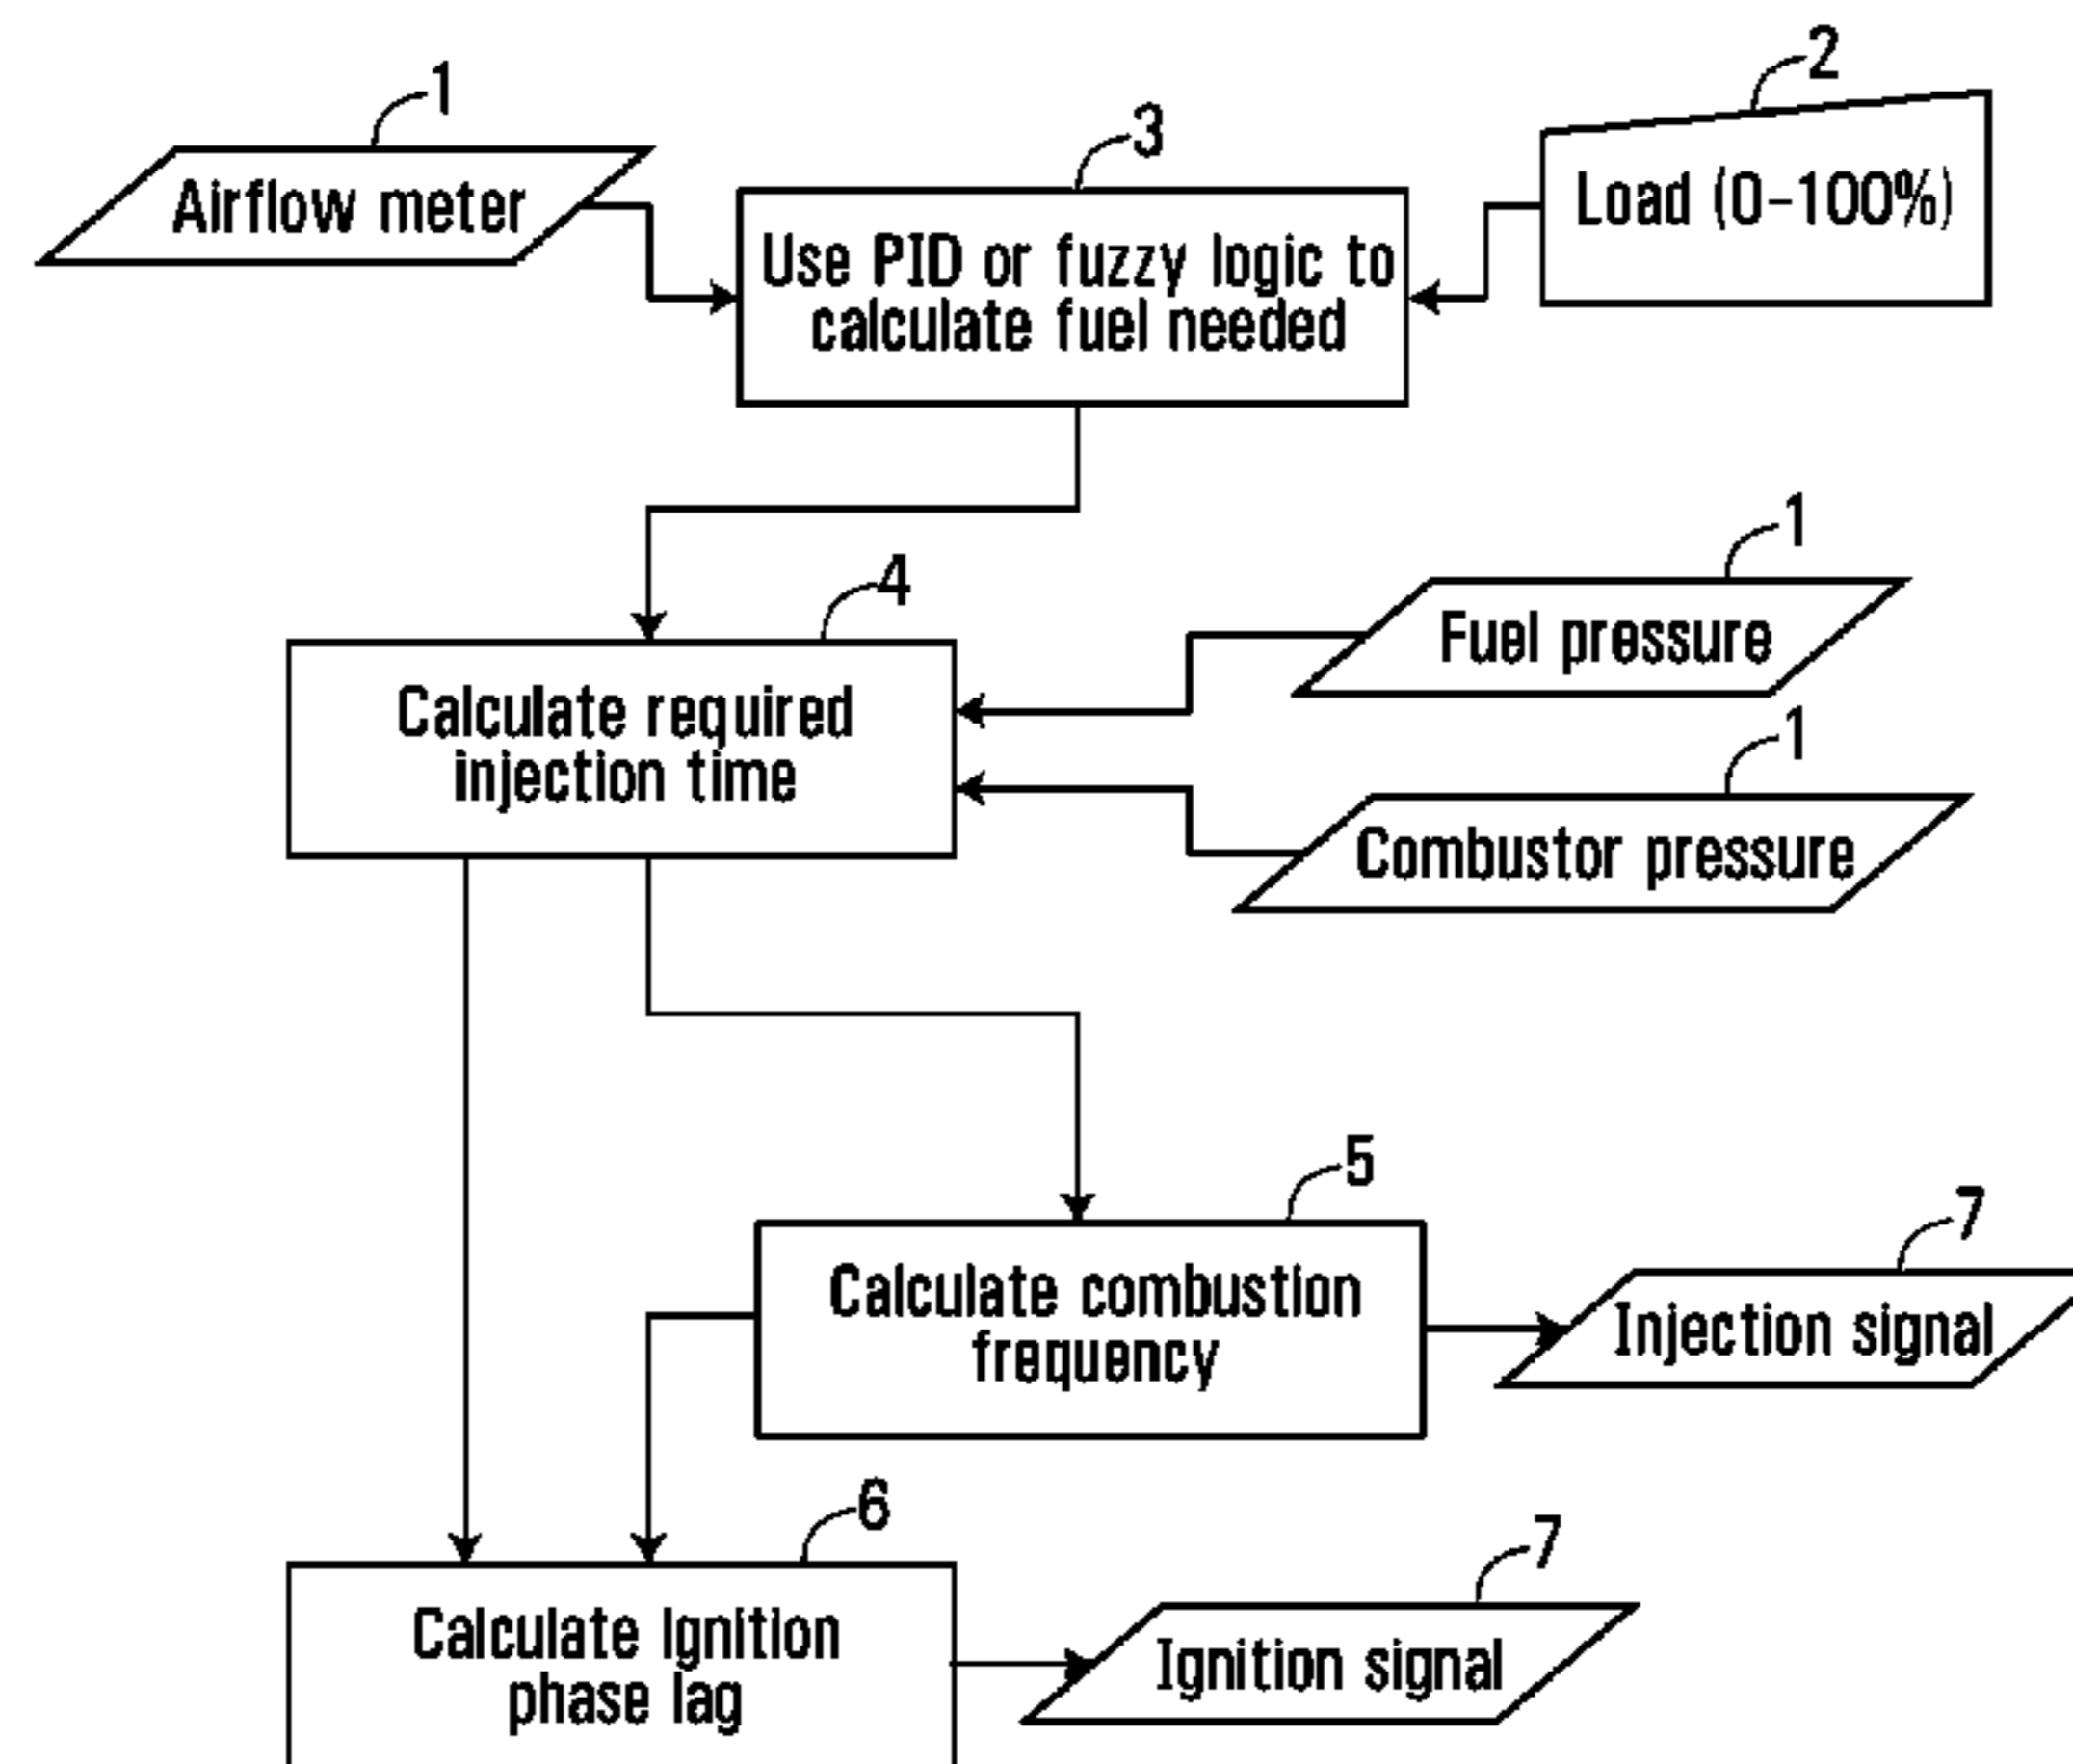 1
2
3
Airflow meter
Load (0-100%)
Use PID or fuzzy logic to
calculate fuel needed
1
4
Fuel pressure
Calculate required
injection time
1
Combustor pressure
5
7
Calculate combustion
frequency
Injection signal
6
7
Calculate Ignition
phase lag
Ignition signal